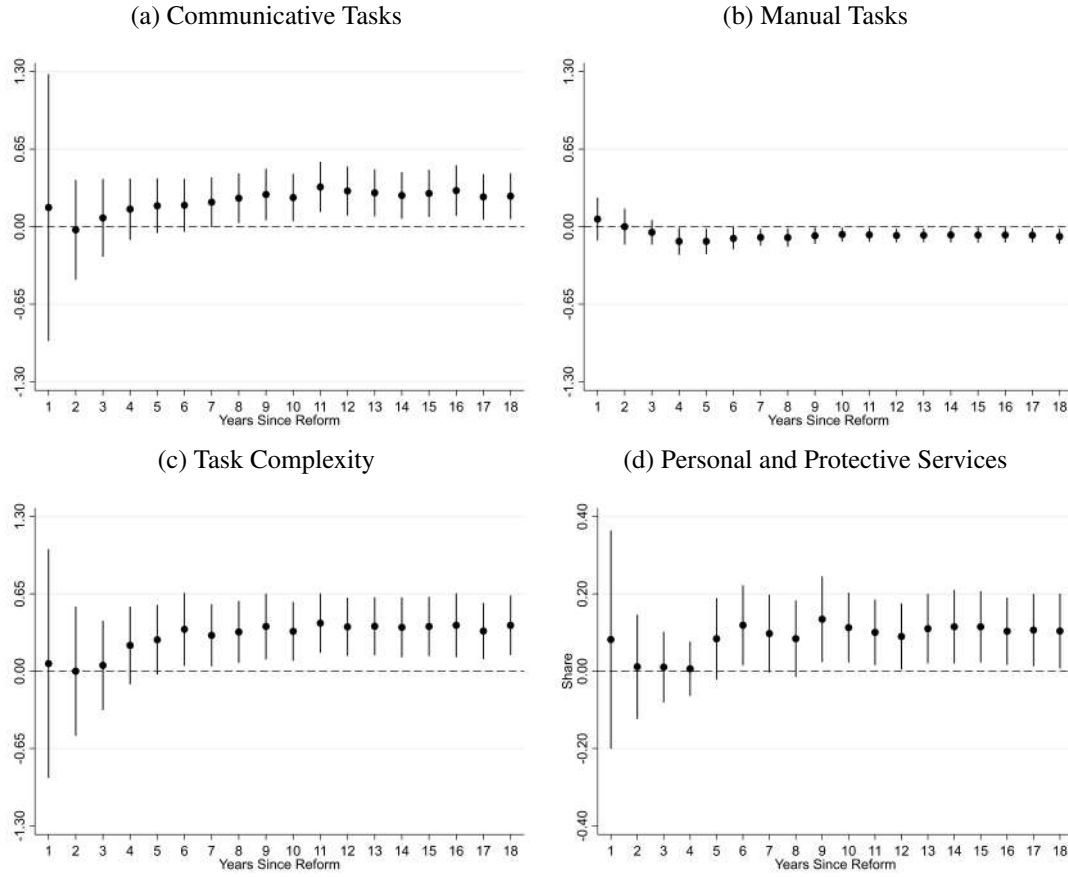 (a) Communicative Tasks
1.30
0.65
0.00
-0.65
-1.30
1 2 3 4 5 6 7 8 9 10 11 12 13 14 15 16 17 18
Years Since Reform
(b) Manual Tasks
1.30
0.65
0.00
-0.65
-1.30
1 2 3 4 5 6 7 8 9 10 11 12 13 14 15 16 17 18
Years Since Reform
(c) Task Complexity
1.30
0.65
0.00
-0.65
-1.30
1 2 3 4 5 6 7 8 9 10 11 12 13 14 15 16 17 18
Years Since Reform
(d) Personal and Protective Services
Share
0.40
0.20
0.00
-0.20
-0.40
1 2 3 4 5 6 7 8 9 10 11 12 13 14 15 16 17 18
Years Since Reform